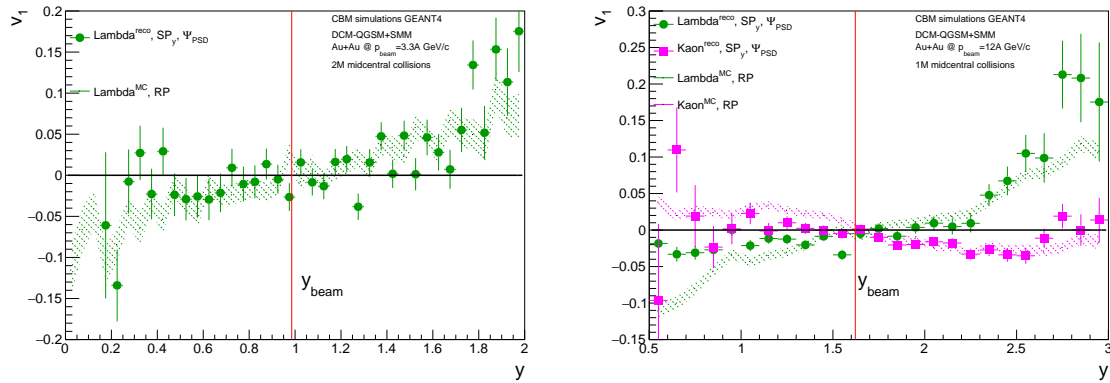 v1
0.2
0.15
0.1
0.05
0
−0.05
−0.1
−0.15
−0.2
0 0.2 0.4 0.6 0.8 1 1.2 1.4 1.6 1.8 2
y
Lambda^reco, SP_y, Ψ_PSD
Lambda^MC, RP
CBM simulations GEANT4
DCM-QGSM+SMM
Au+Au @ p_beam=3.3A GeV/c
2M midcentral collisions
y_beam
v1
0.3
0.25
0.2
0.15
0.1
0.05
0
−0.05
−0.1
−0.15
0.5 1 1.5 2 2.5 3
y
Lambda^reco, SP_y, Ψ_PSD
Kaon^reco, SP_y, Ψ_PSD
Lambda^MC, RP
Kaon^MC, RP
CBM simulations GEANT4
DCM-QGSM+SMM
Au+Au @ p_beam=12A GeV/c
1M midcentral collisions
y_beam